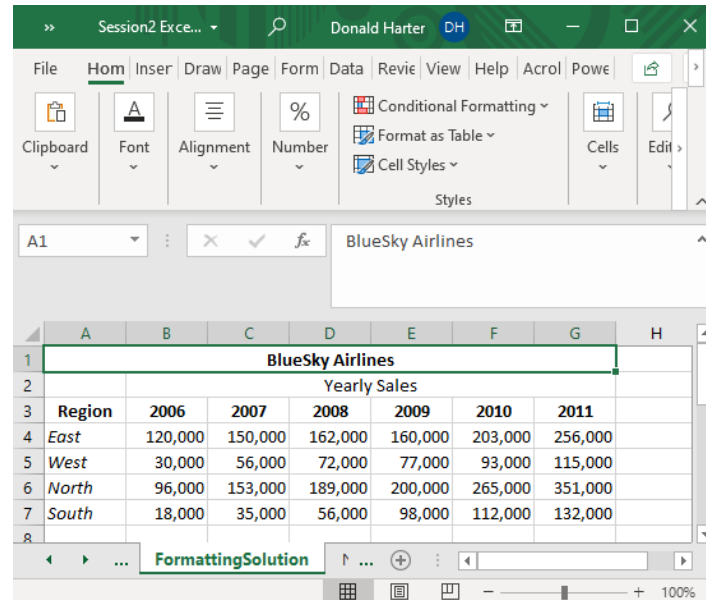 » Session2 Exce... Donald Harter DH
File Hom Inser Draw Page Form Data Revie View Help Acrol Powe
Clipboard Font Alignment Number Conditional Formatting Cells Edit
Format as Table
Cell Styles
Styles
A1 fx BlueSky Airlines
A B C D E F G H
1 BlueSky Airlines
2 Yearly Sales
3 Region 2006 2007 2008 2009 2010 2011
4 East 120,000 150,000 162,000 160,000 203,000 256,000
5 West 30,000 56,000 72,000 77,000 93,000 115,000
6 North 96,000 153,000 189,000 200,000 265,000 351,000
7 South 18,000 35,000 56,000 98,000 112,000 132,000
8
... FormattingSolution ...
100%